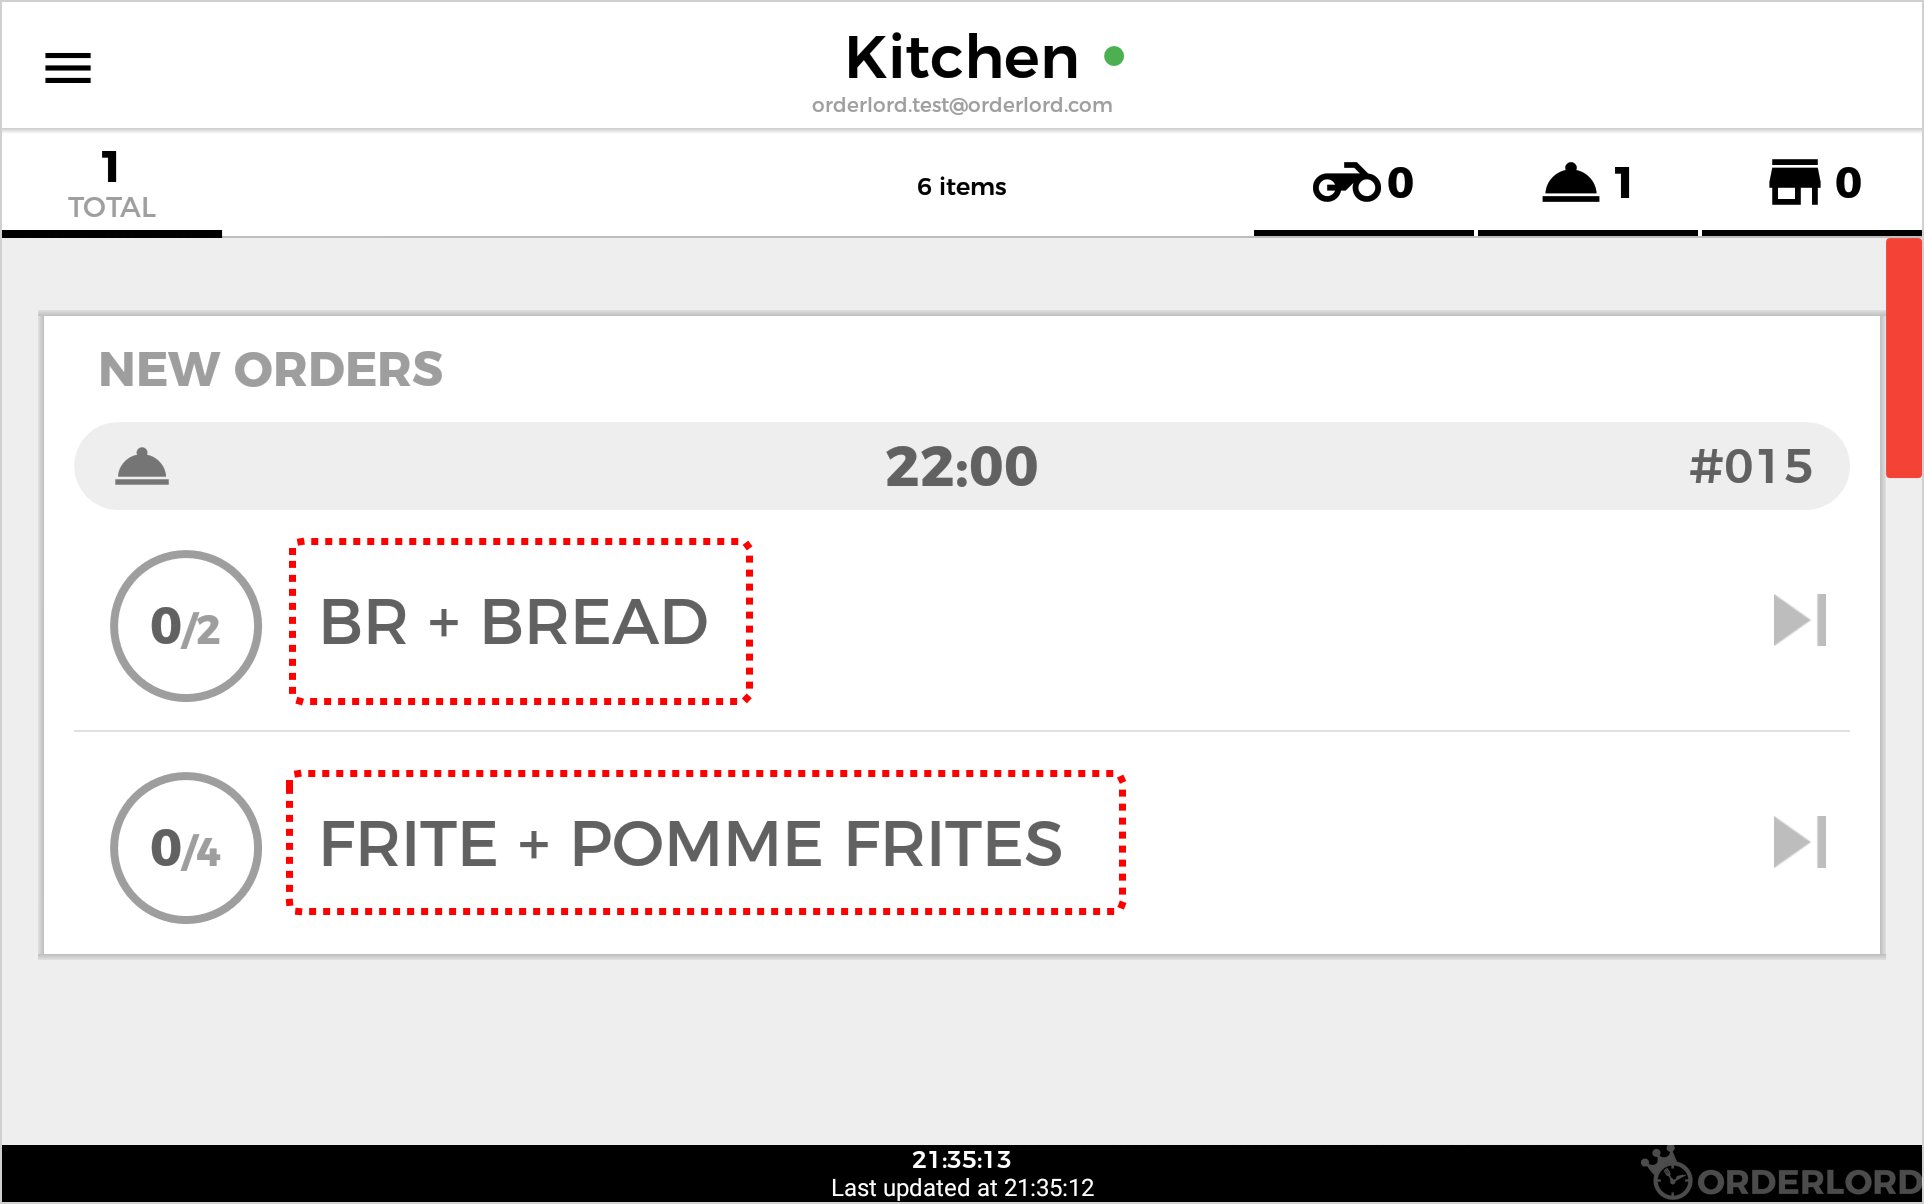 Kitchen
orderlord.test@orderlord.com
1
TOTAL
6 items
0
1
0
NEW ORDERS
22:00
#015
0/2
BR + BREAD
0/4
FRITE + POMME FRITES
21:35:13
Last updated at 21:35:12
ORDERLORD